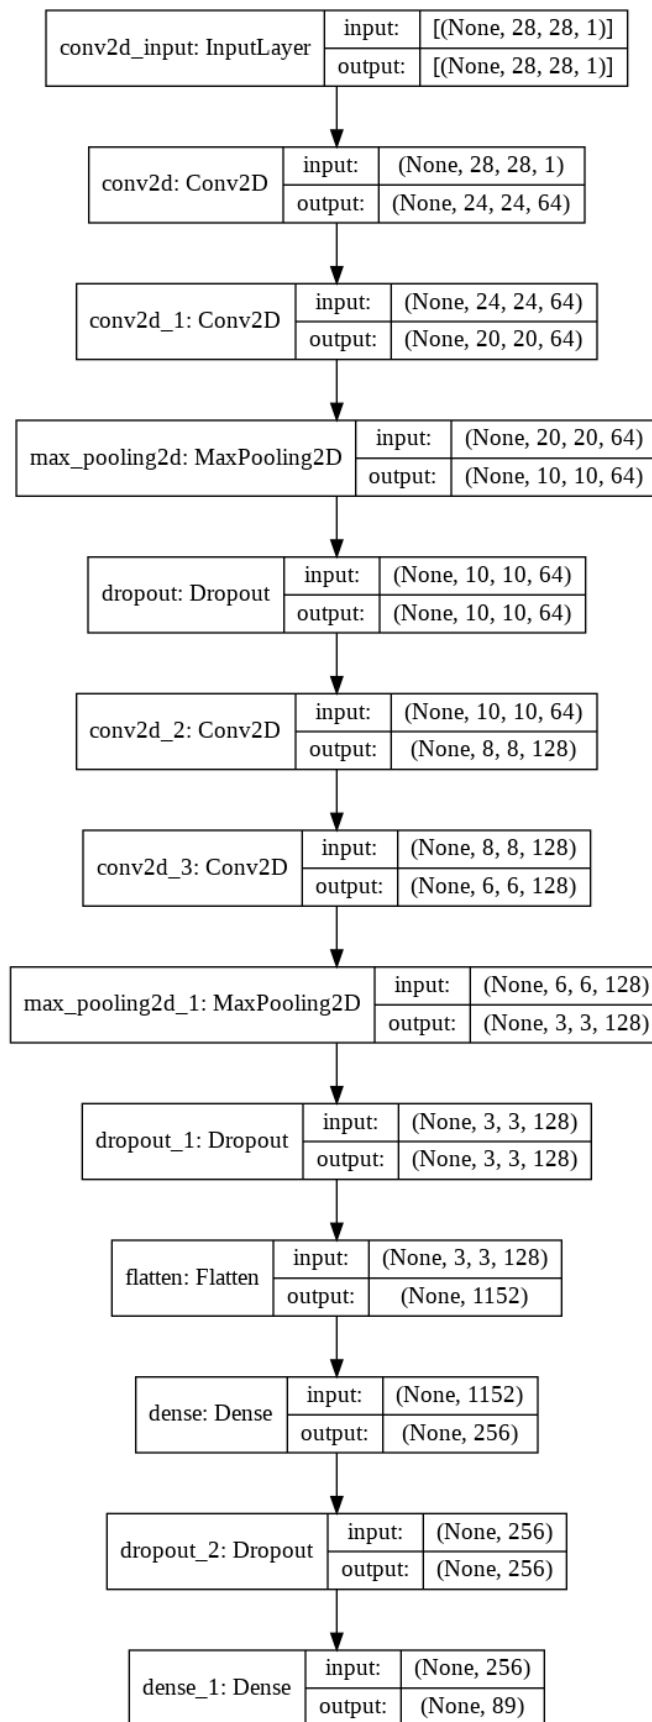 conv2d_input: InputLayer
input: [(None, 28, 28, 1)]
output: [(None, 28, 28, 1)]
conv2d: Conv2D
input: (None, 28, 28, 1)
output: (None, 24, 24, 64)
conv2d_1: Conv2D
input: (None, 24, 24, 64)
output: (None, 20, 20, 64)
max_pooling2d: MaxPooling2D
input: (None, 20, 20, 64)
output: (None, 10, 10, 64)
dropout: Dropout
input: (None, 10, 10, 64)
output: (None, 10, 10, 64)
conv2d_2: Conv2D
input: (None, 10, 10, 64)
output: (None, 8, 8, 128)
conv2d_3: Conv2D
input: (None, 8, 8, 128)
output: (None, 6, 6, 128)
max_pooling2d_1: MaxPooling2D
input: (None, 6, 6, 128)
output: (None, 3, 3, 128)
dropout_1: Dropout
input: (None, 3, 3, 128)
output: (None, 3, 3, 128)
flatten: Flatten
input: (None, 3, 3, 128)
output: (None, 1152)
dense: Dense
input: (None, 1152)
output: (None, 256)
dropout_2: Dropout
input: (None, 256)
output: (None, 256)
dense_1: Dense
input: (None, 256)
output: (None, 89)